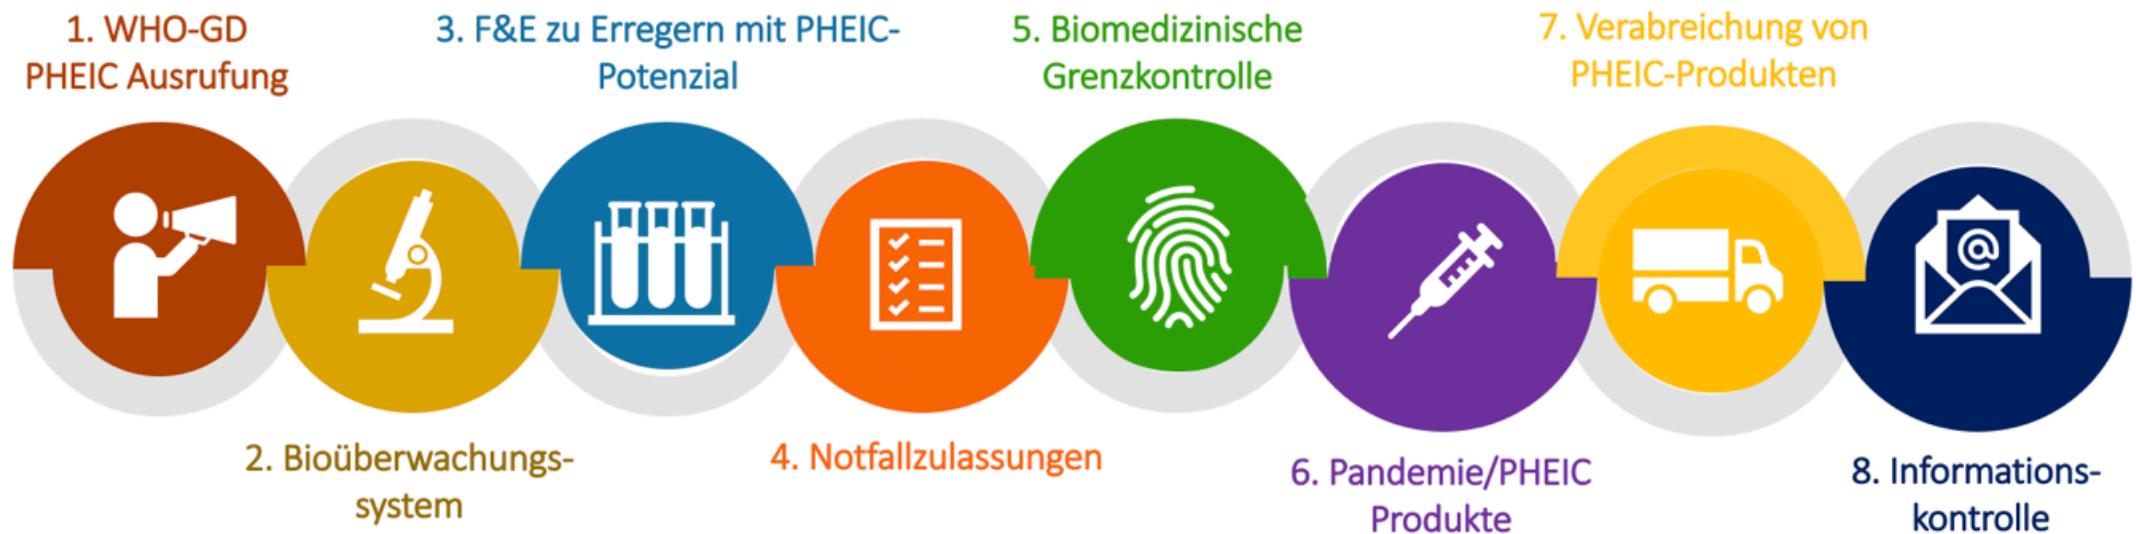 1. WHO-GD
PHEIC Ausrufung
2. Bioüberwachungs-
system
3. F&E zu Erregern mit PHEIC-
Potenzial
4. Notfallzulassungen
5. Biomedizinische
Grenzkontrolle
6. Pandemie/PHEIC
Produkte
7. Verabreichung von
PHEIC-Produkten
8. Informations-
kontrolle
@